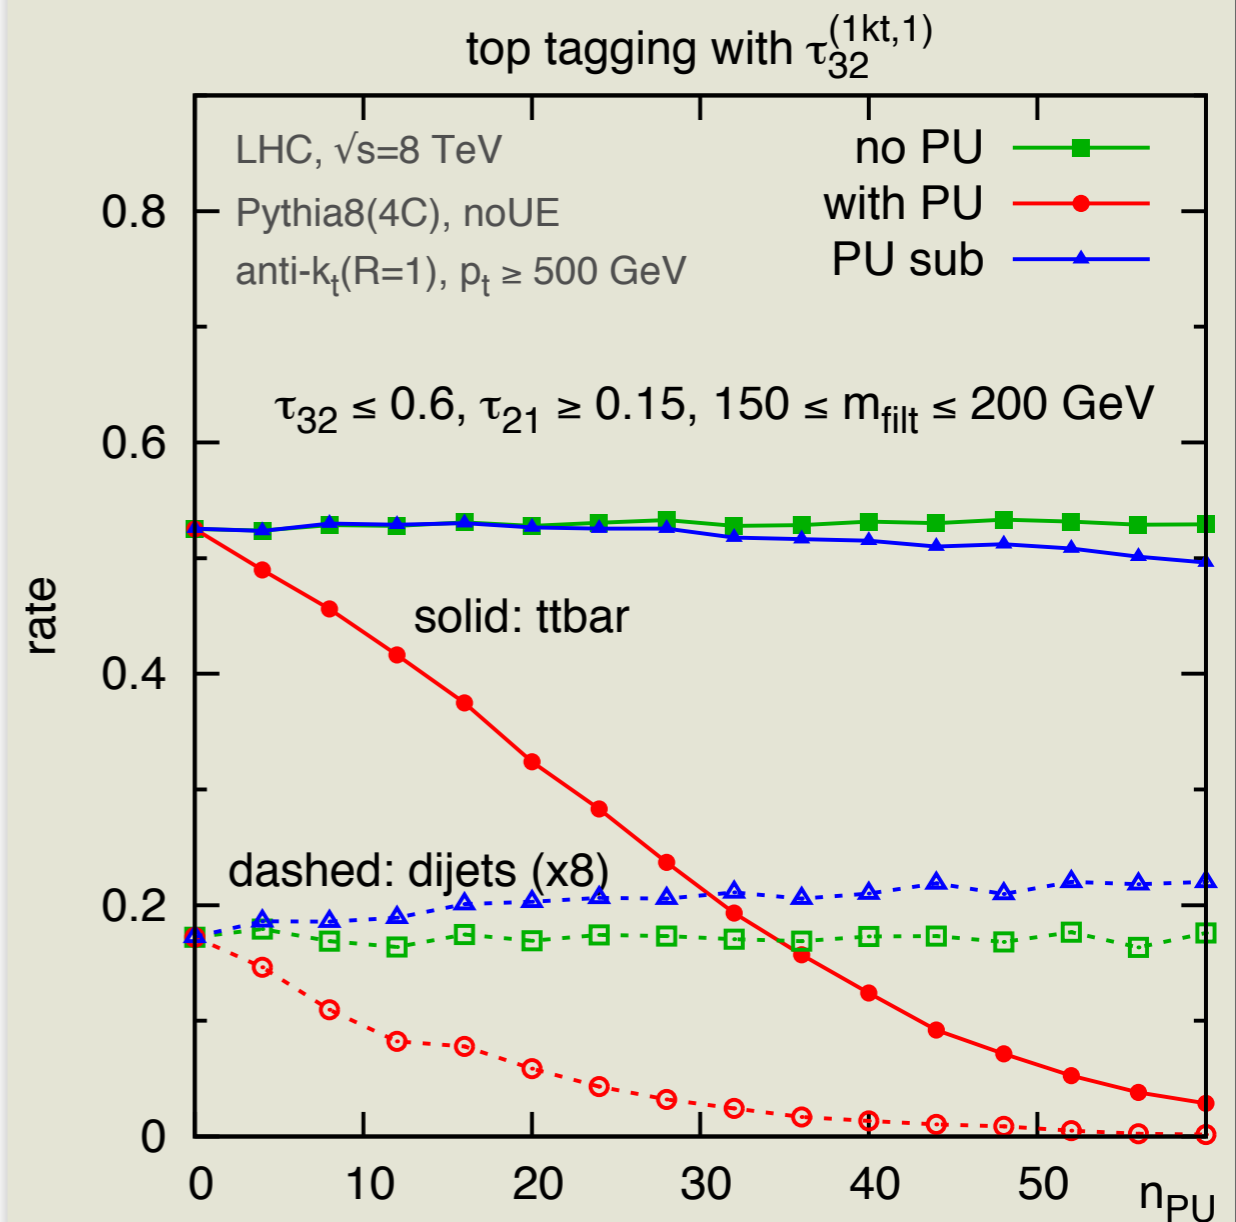 top tagging with τ32^(1kt,1)
LHC, √s=8 TeV
Pythia8(4C), noUE
anti-kt(R=1), pt ≥ 500 GeV
no PU
with PU
PU sub
τ32 ≤ 0.6, τ21 ≥ 0.15, 150 ≤ mfilt ≤ 200 GeV
solid: ttbar
dashed: dijets (x8)
rate
0.8
0.6
0.4
0.2
0
0 10 20 30 40 50 nPU